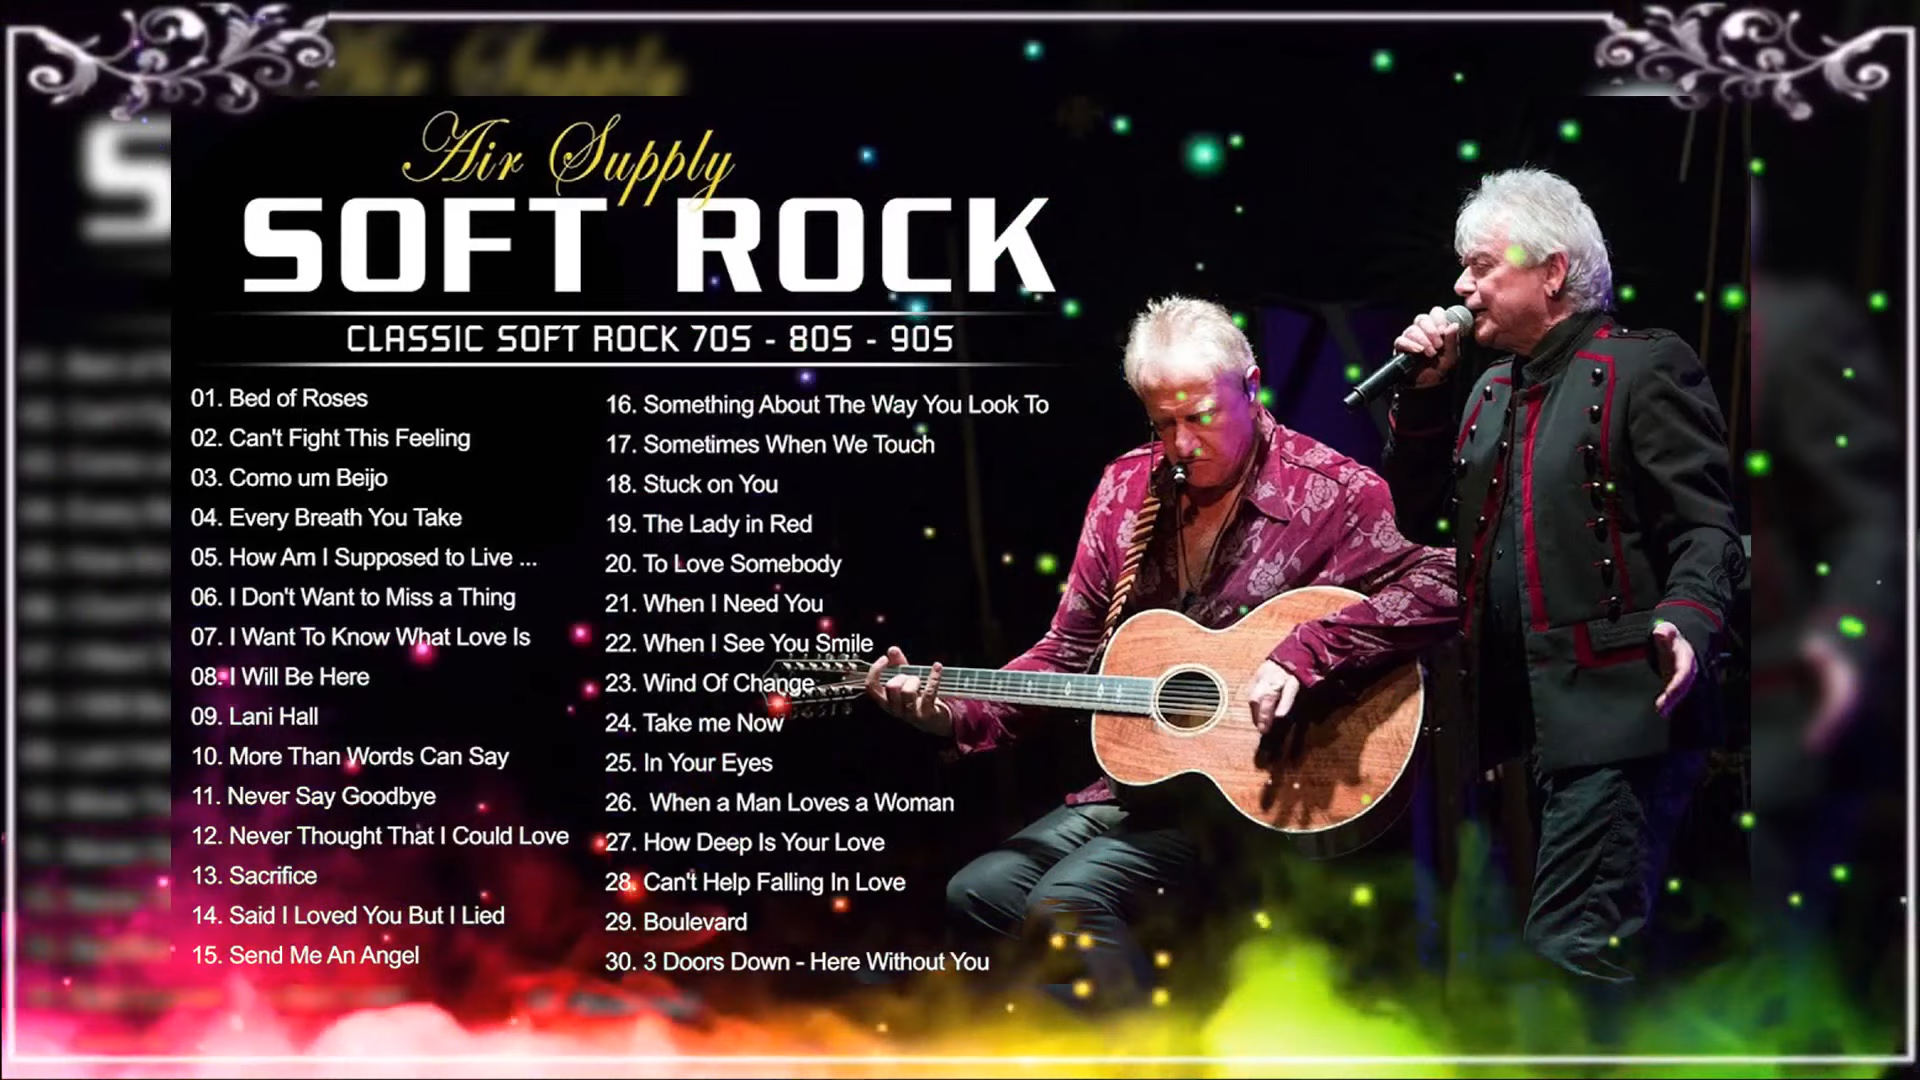 Air Supply
SOFT ROCK
CLASSIC SOFT ROCK 70S - 80S - 90S
01. Bed of Roses
02. Can't Fight This Feeling
03. Como um Beijo
04. Every Breath You Take
05. How Am I Supposed to Live ...
06. I Don't Want to Miss a Thing
07. I Want To Know What Love Is
08. I Will Be Here
09. Lani Hall
10. More Than Words Can Say
11. Never Say Goodbye
12. Never Thought That I Could Love
13. Sacrifice
14. Said I Loved You But I Lied
15. Send Me An Angel
16. Something About The Way You Look To
17. Sometimes When We Touch
18. Stuck on You
19. The Lady in Red
20. To Love Somebody
21. When I Need You
22. When I See You Smile
23. Wind Of Change
24. Take me Now
25. In Your Eyes
26. When a Man Loves a Woman
27. How Deep Is Your Love
28. Can't Help Falling In Love
29. Boulevard
30. 3 Doors Down - Here Without You